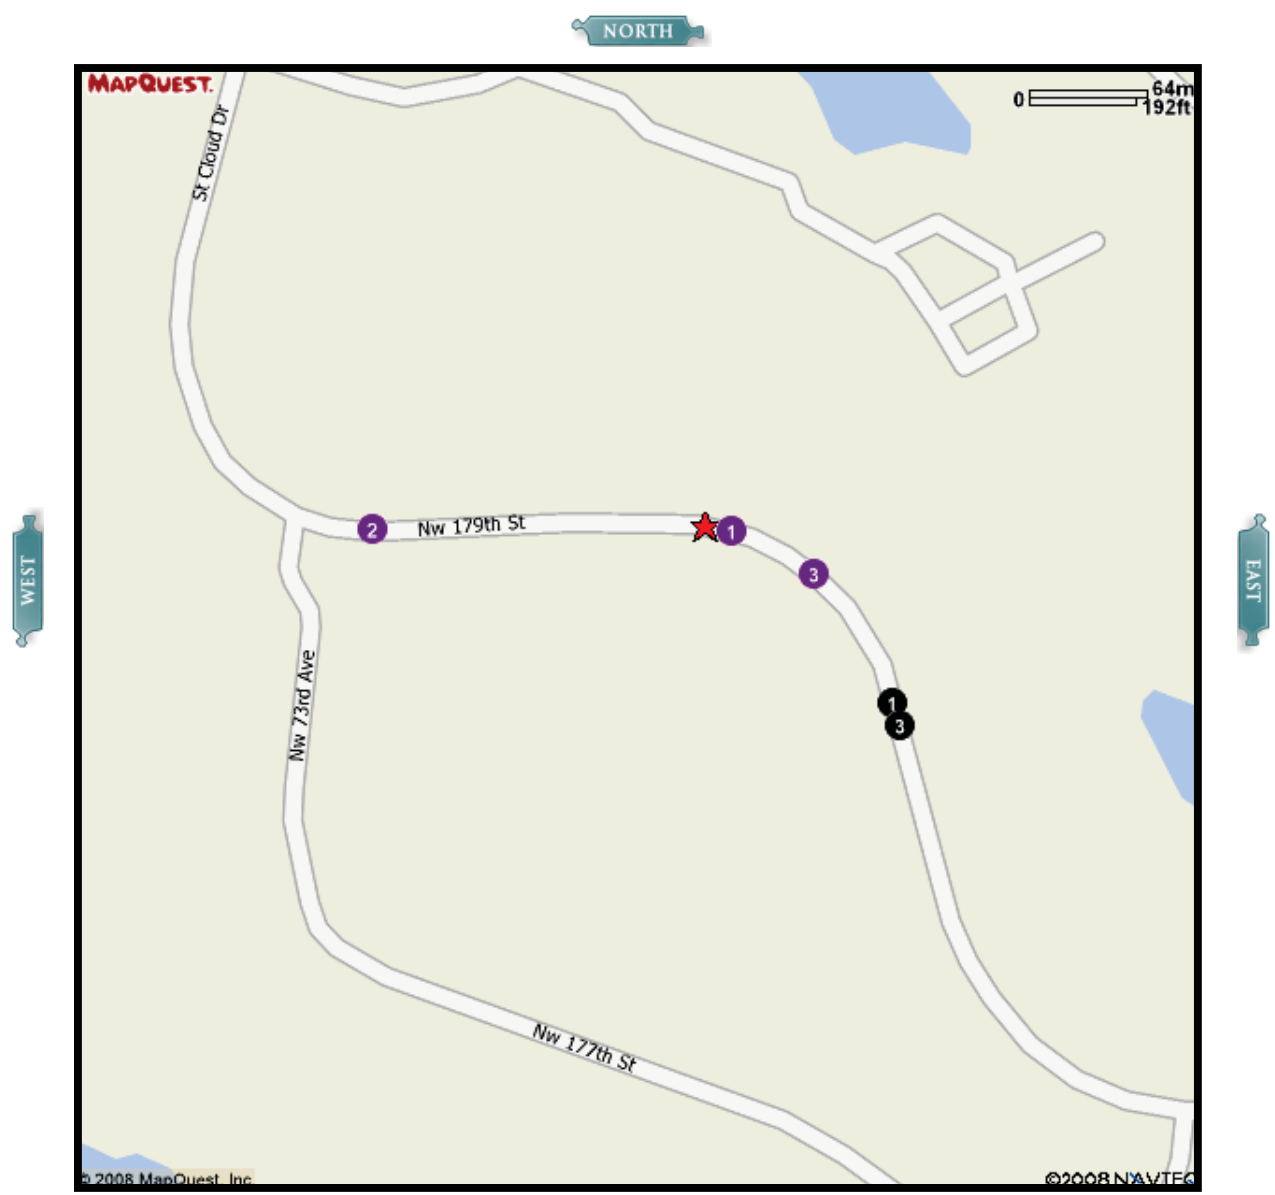 NORTH
MAPQUEST.
64m
0
192ft
St Cloud Dr
2
Nw 179th St
1
3
WEST
EAST
Nw 73rd Ave
1
3
Nw 177th St
© 2008 MapQuest, Inc
©2008 NAVTEQ